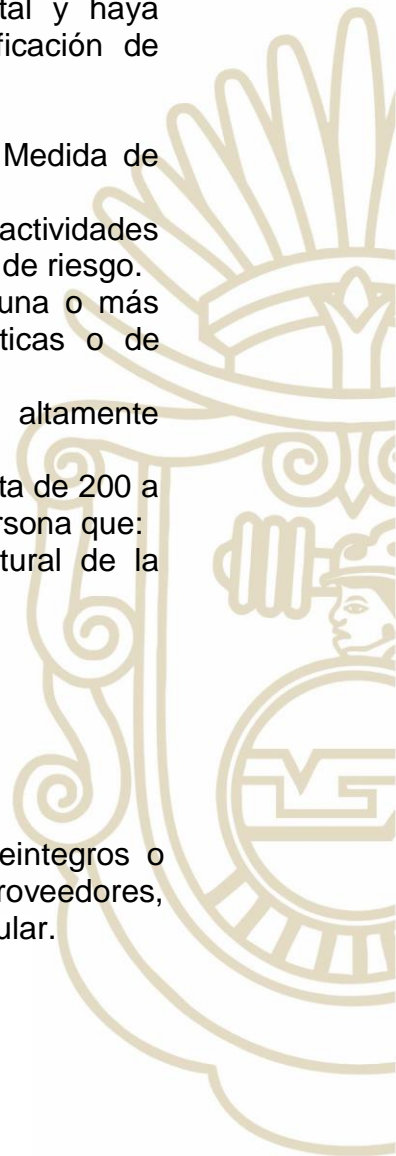 tal y haya
ficación de
Medida de
actividades
de riesgo.
una o más
ticas o de
altamente
ta de 200 a
rsona que:
tural de la
eintegros o
roveedores,
ular.